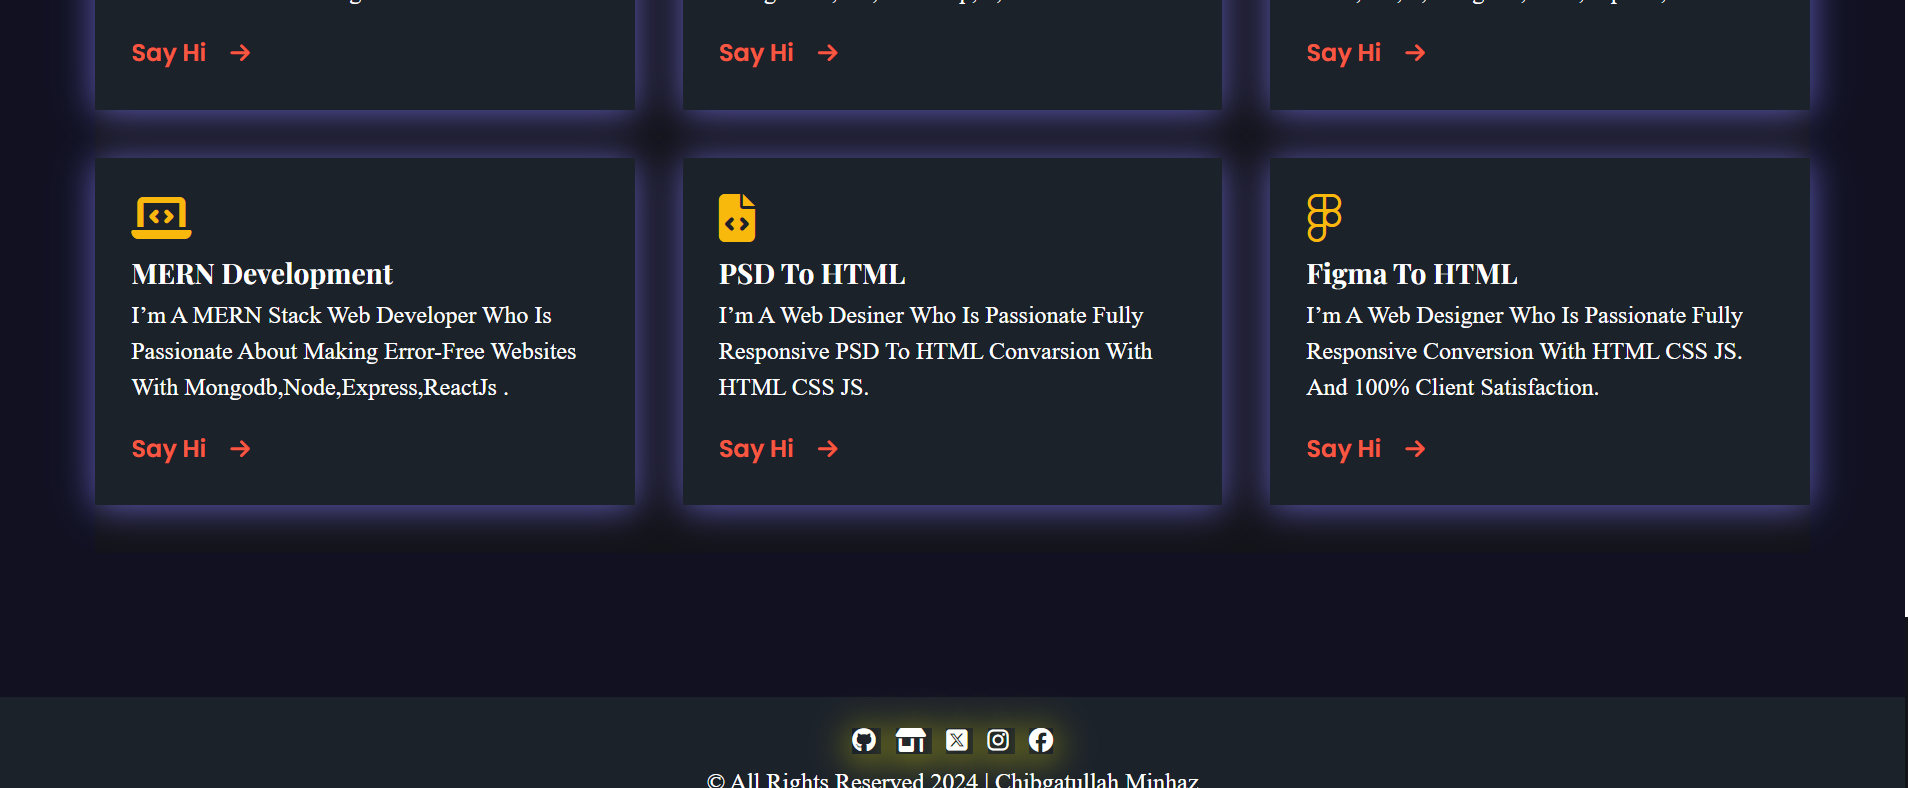 Say Hi
Say Hi
Say Hi
MERN Development
I’m A MERN Stack Web Developer Who Is
Passionate About Making Error-Free Websites
With Mongodb,Node,Express,ReactJs .
Say Hi
PSD To HTML
I’m A Web Desiner Who Is Passionate Fully
Responsive PSD To HTML Convarsion With
HTML CSS JS.
Say Hi
Figma To HTML
I’m A Web Designer Who Is Passionate Fully
Responsive Conversion With HTML CSS JS.
And 100% Client Satisfaction.
Say Hi
© All Rights Reserved 2024 | Chibgatullah Minhaz